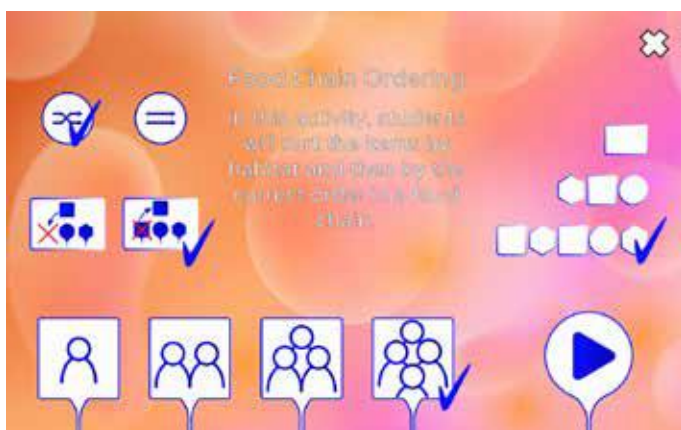 Food Chain Ordering
In this activity, students
will sort the items by
habitat and then by the
correct order in a food
chain.